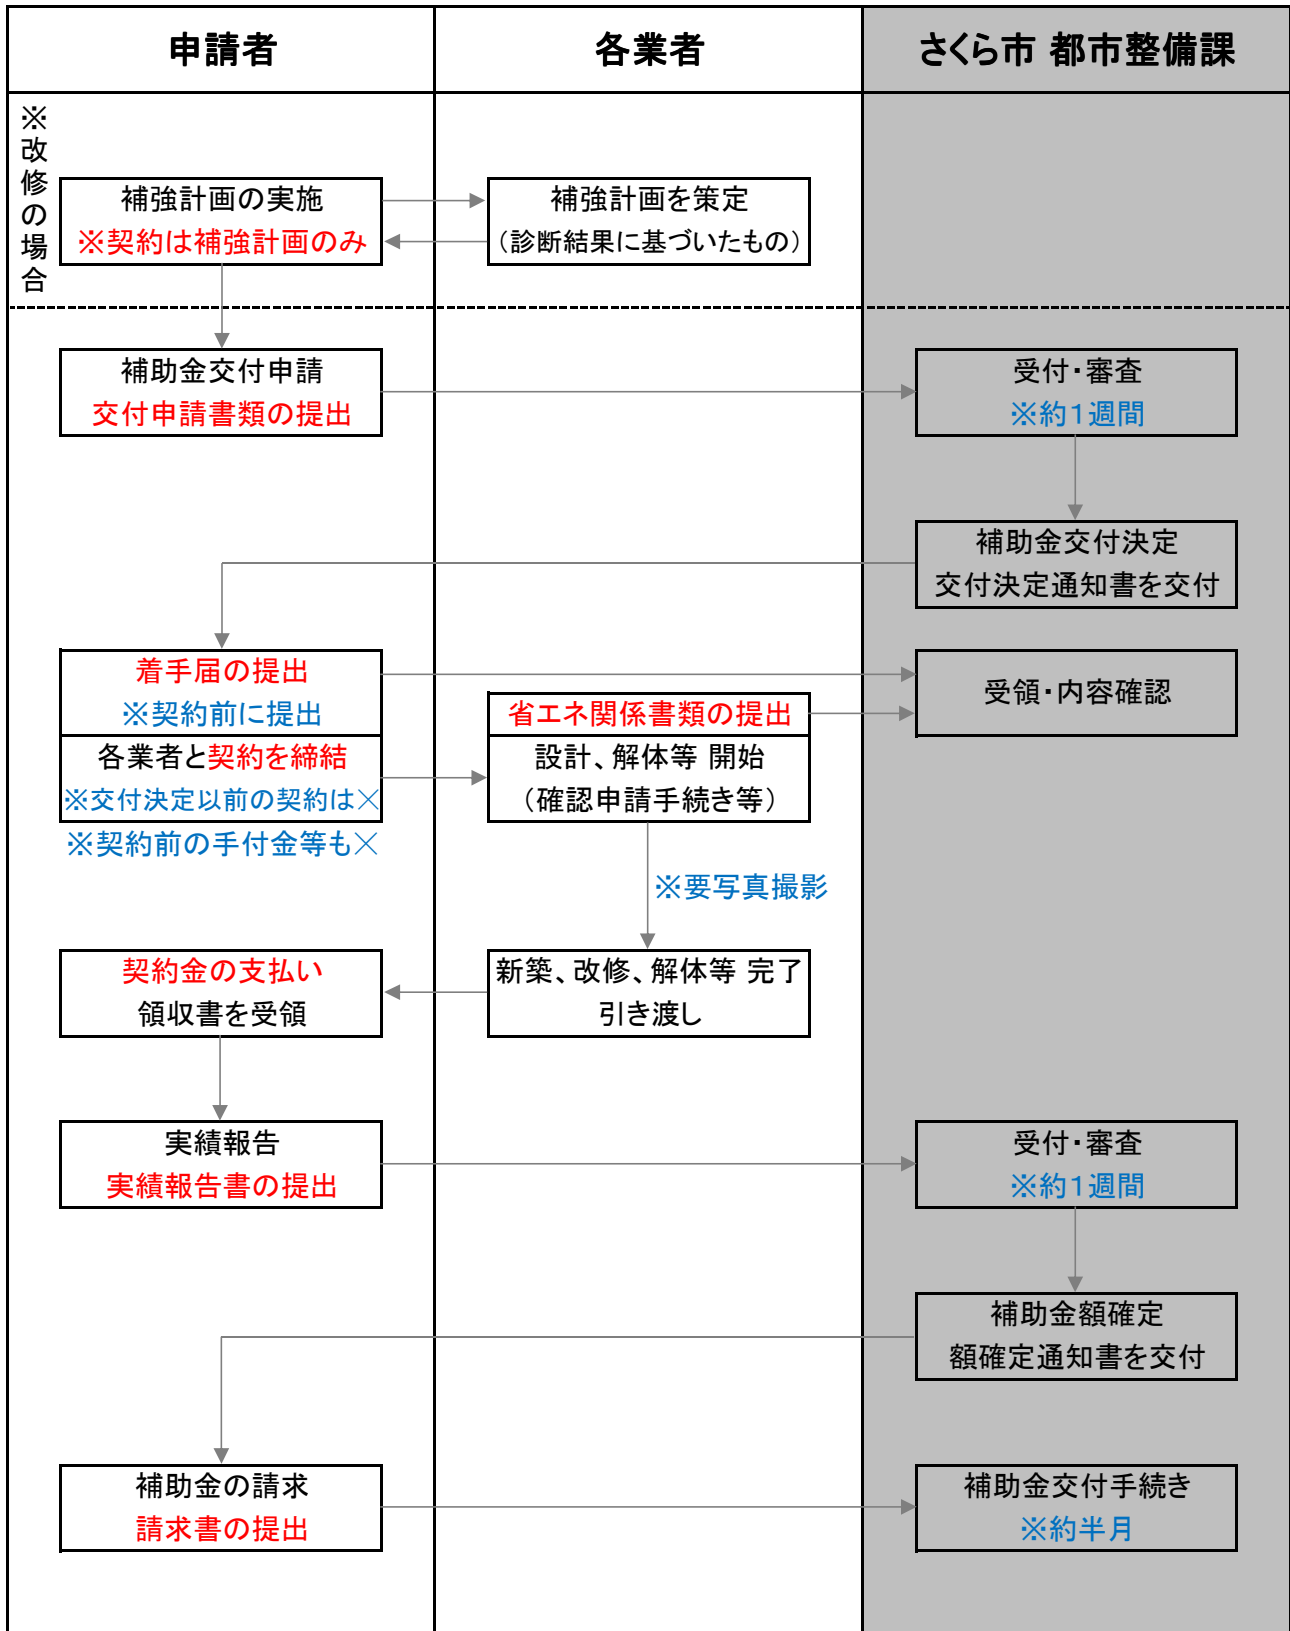 申請者
各業者
さくら市 都市整備課
※改修の場合
補強計画の実施
※契約は補強計画のみ
補強計画を策定
（診断結果に基づいたもの）
補助金交付申請
交付申請書類の提出
受付・審査
※約１週間
補助金交付決定
交付決定通知書を交付
着手届の提出
※契約前に提出
各業者と契約を締結
※交付決定以前の契約は×
※契約前の手付金等も×
省エネ関係書類の提出
設計、解体等 開始
（確認申請手続き等）
受領・内容確認
※要写真撮影
新築、改修、解体等 完了
引き渡し
契約金の支払い
領収書を受領
実績報告
実績報告書の提出
受付・審査
※約１週間
補助金額確定
額確定通知書を交付
補助金の請求
請求書の提出
補助金交付手続き
※約半月